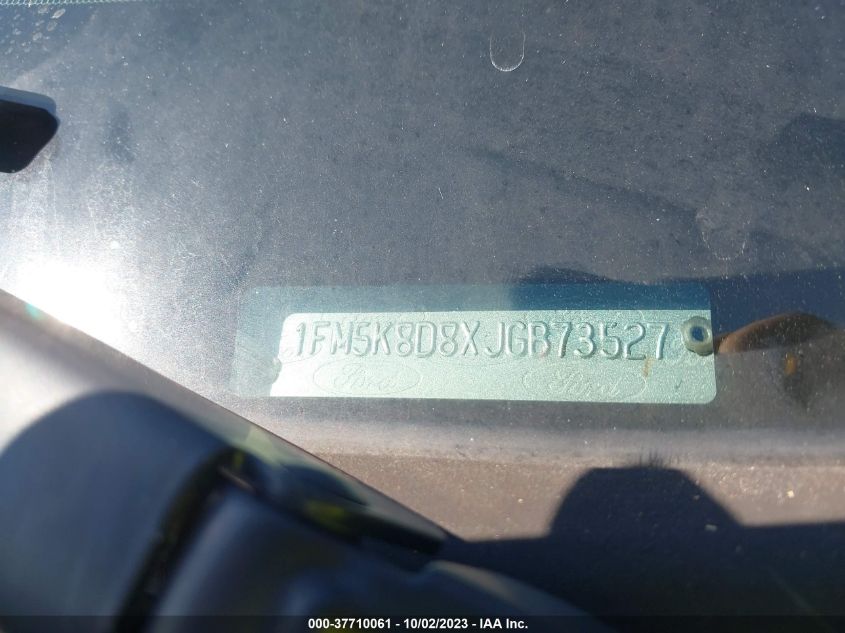 1FM5K8D8XJGB73527
Ford Ford
000-37710061 - 10/02/2023 - IAA Inc.